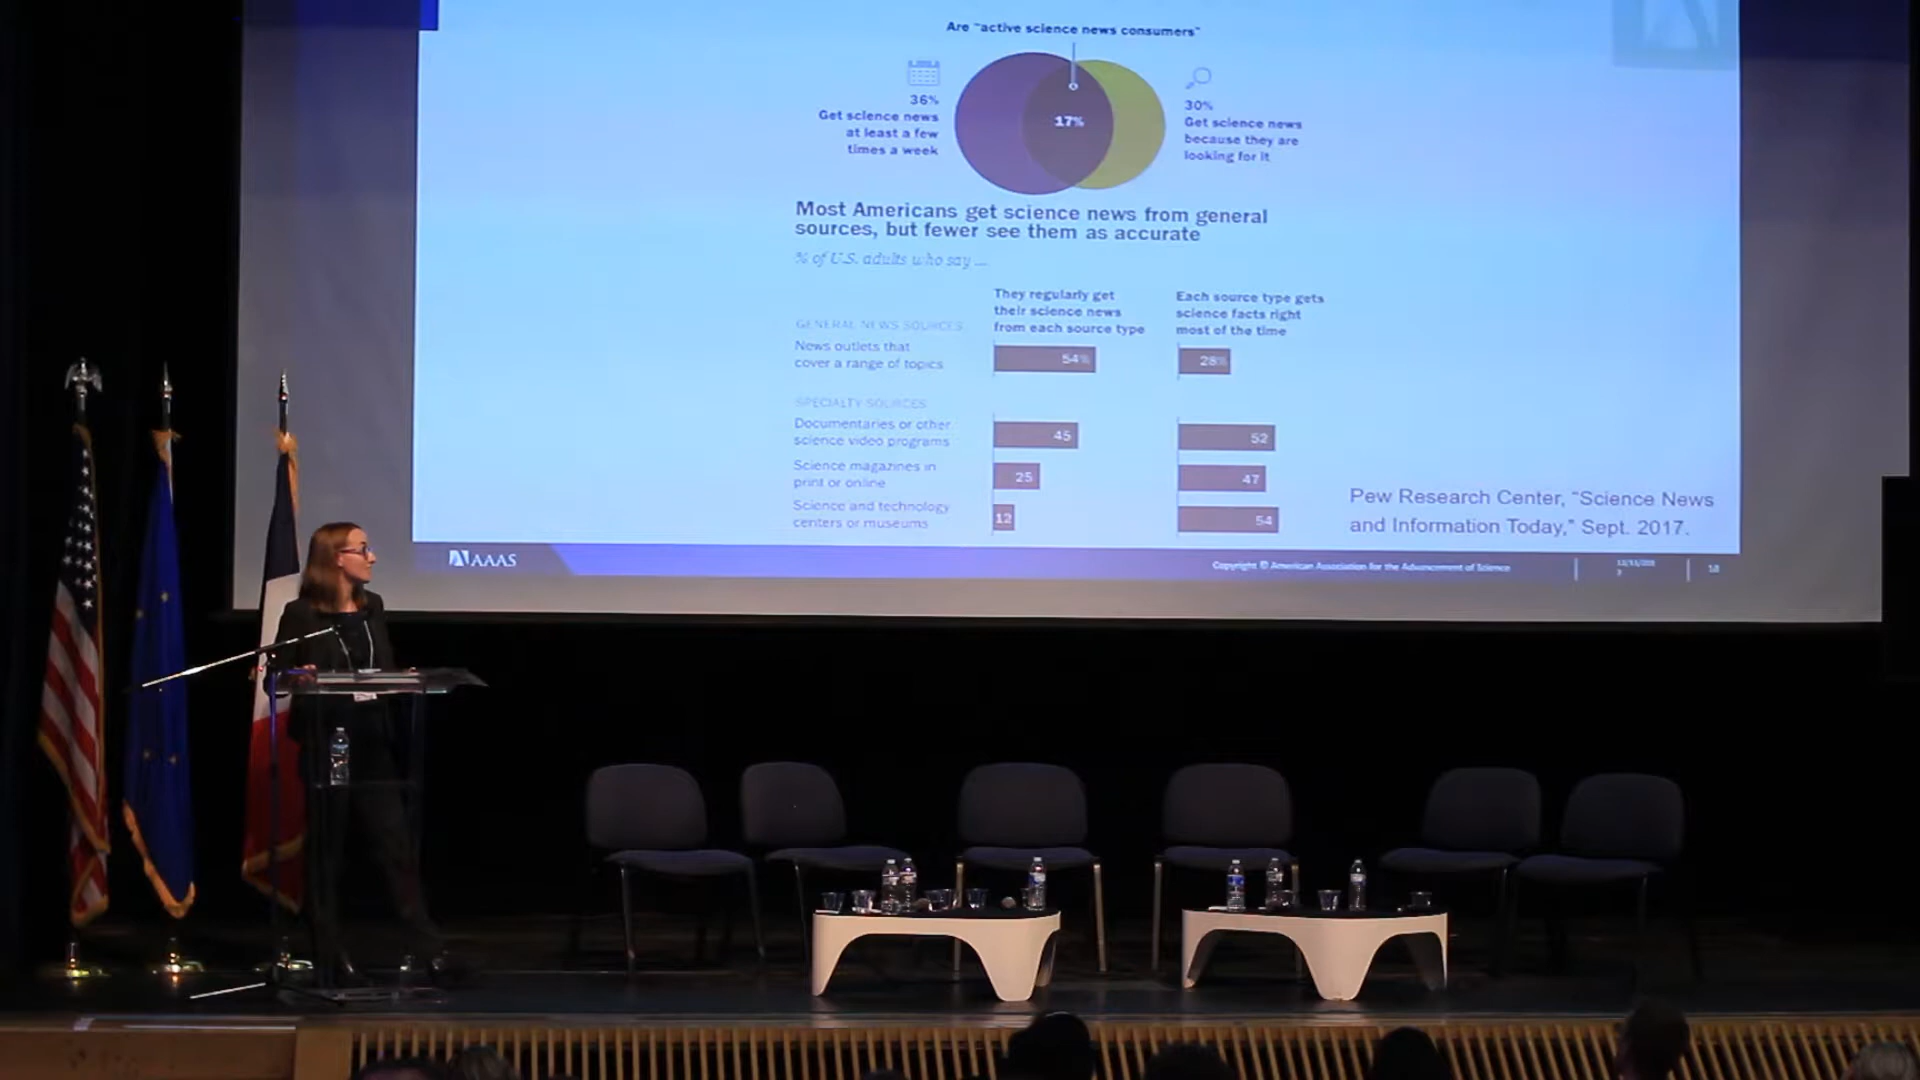 Are "active science news consumers"
36%
Get science news
at least a few
times a week
17%
30%
Get science news
because they are
looking for it
Most Americans get science news from general
sources, but fewer see them as accurate
% of U.S. adults who say ...
They regularly get
their science news
from each source type
Each source type gets
science facts right
most of the time
GENERAL NEWS SOURCES
News outlets that
cover a range of topics
54%
28%
SPECIALTY SOURCES
Documentaries or other
science video programs
45
52
Science magazines in
print or online
25
47
Science and technology
centers or museums
12
54
Pew Research Center, "Science News
and Information Today," Sept. 2017.
AAAS
Copyright © American Association for the Advancement of Science